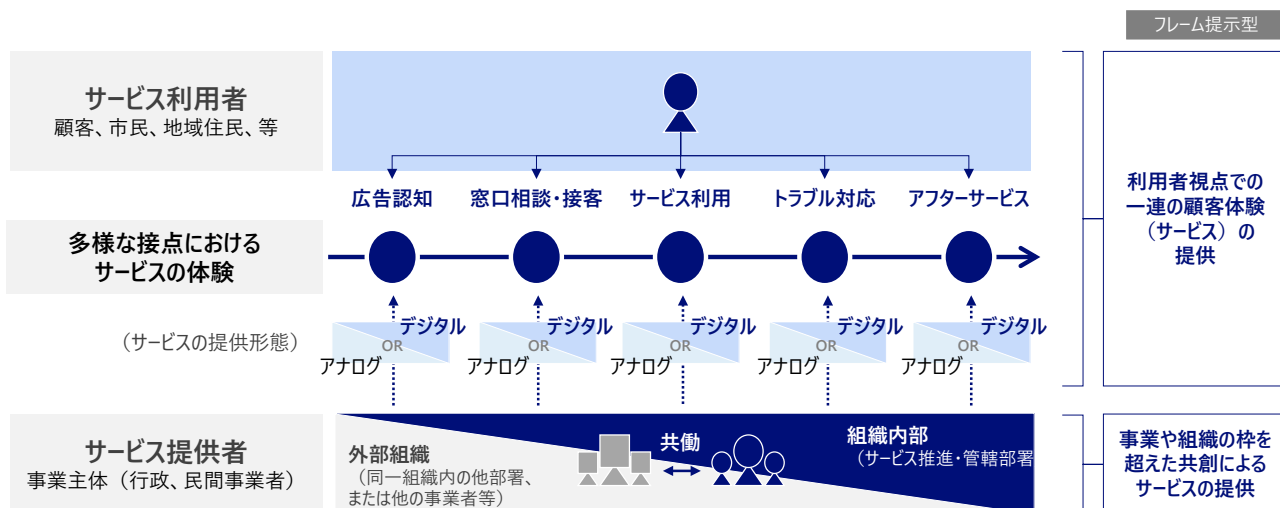 フレーム提示型
サービス利用者
顧客、市民、地域住民、等
広告認知
窓口相談・接客
サービス利用
トラブル対応
アフターサービス
利用者視点での
一連の顧客体験
（サービス）の
提供
多様な接点における
サービスの体験
（サービスの提供形態）
デジタル
OR
アナログ
デジタル
OR
アナログ
デジタル
OR
アナログ
デジタル
OR
アナログ
デジタル
OR
アナログ
サービス提供者
事業主体（行政、民間事業者）
外部組織
（同一組織内の他部署、
または他の事業者等）
共働
組織内部
（サービス推進・管轄部署
事業や組織の枠を
超えた共創による
サービスの提供